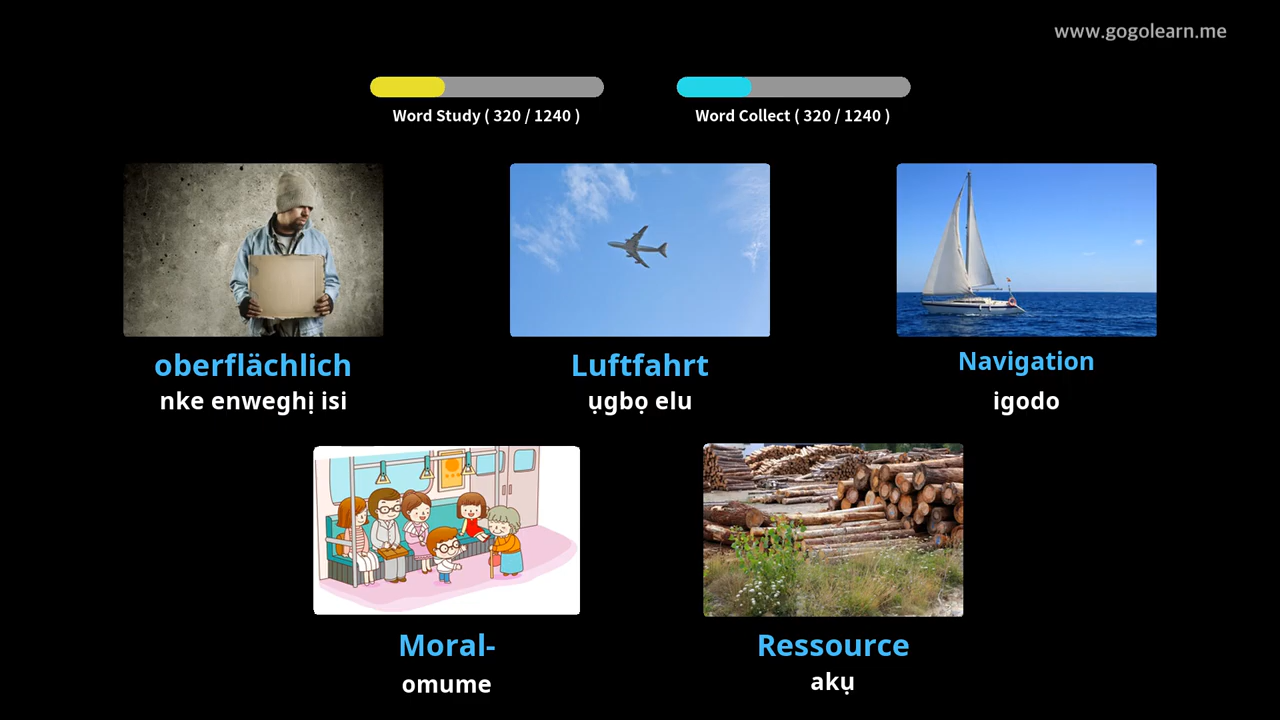 www.gogolearn.me
Word Study ( 320 / 1240 )
Word Collect ( 320 / 1240 )
oberflächlich
nke enweghị isi
Luftfahrt
ụgbọ elu
Navigation
igodo
Moral-
omume
Ressource
akụ